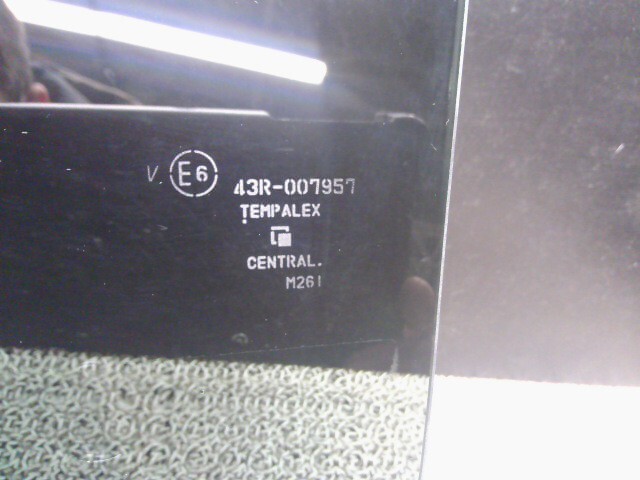 V E6 43R-007957
TEMPALEX
CENTRAL.
M261